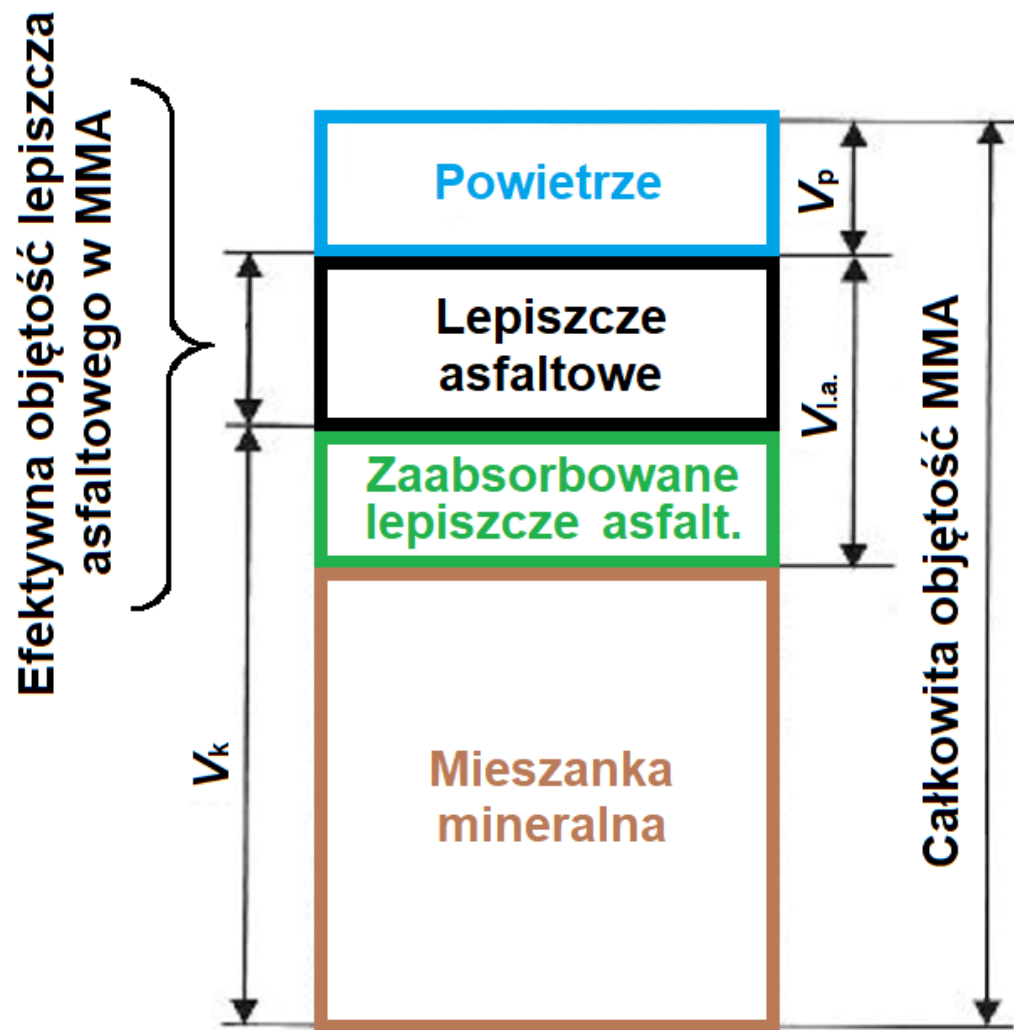 Efektywna objętość lepiszcza
asfaltowego w MMA
Powietrze
Lepiszcze
asfaltowe
Zaabsorbowane
lepiszcze asfalt.
Mieszanka
mineralna
Vk
Vp
Vl.a.
Całkowita objętość MMA